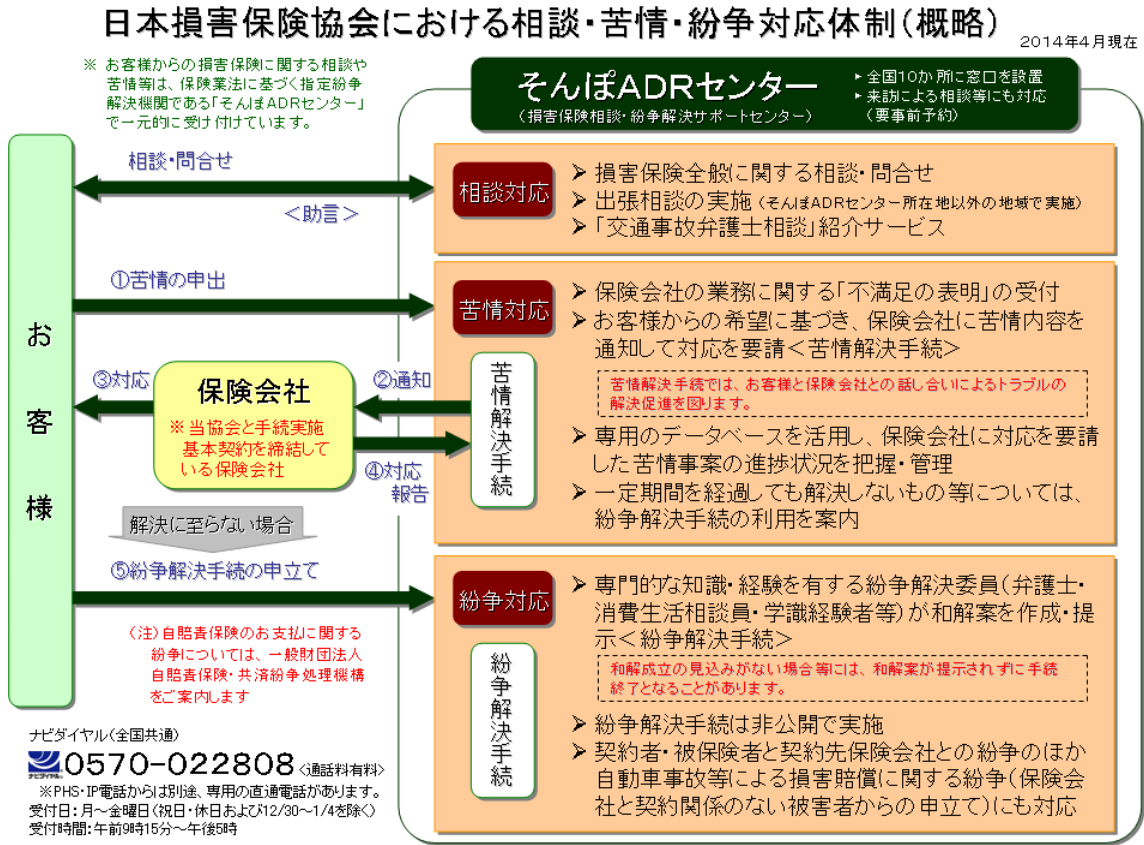 日本損害保険協会における相談・苦情・紛争対応体制(概略)
2014年4月現在
※ お客様からの損害保険に関する相談や
苦情等は、保険業法に基づく指定紛争
解決機関である「そんぽADRセンター」
で一元的に受け付けています。
そんぽADRセンター
(損害保険相談・紛争解決サポートセンター)
▸全国10か所に窓口を設置
▸来訪による相談等にも対応
(要事前予約)
お客様
相談・問合せ
<助言>
相談対応
➢ 損害保険全般に関する相談・問合せ
➢ 出張相談の実施(そんぽADRセンター所在地以外の地域で実施)
➢ 「交通事故弁護士相談」紹介サービス
①苦情の申出
苦情対応
➢ 保険会社の業務に関する「不満足の表明」の受付
➢ お客様からの希望に基づき、保険会社に苦情内容を
通知して対応を要請<苦情解決手続>
苦情解決手続では、お客様と保険会社との話し合いによるトラブルの
解決促進を図ります。
➢ 専用のデータベースを活用し、保険会社に対応を要請
した苦情事案の進捗状況を把握・管理
➢ 一定期間を経過しても解決しないもの等については、
紛争解決手続の利用を案内
苦情解決手続
②通知
③対応
保険会社
※当協会と手続実施
基本契約を締結して
いる保険会社
④対応
報告
解決に至らない場合
⑤紛争解決手続の申立て
紛争対応
➢ 専門的な知識・経験を有する紛争解決委員(弁護士・
消費生活相談員・学識経験者等)が和解案を作成・提
示<紛争解決手続>
和解成立の見込みがない場合等には、和解案が提示されずに手続
終了となることがあります。
➢ 紛争解決手続は非公開で実施
➢ 契約者・被保険者と契約先保険会社との紛争のほか
自動車事故等による損害賠償に関する紛争(保険会
社と契約関係のない被害者からの申立て)にも対応
紛争解決手続
(注)自賠責保険のお支払に関する
紛争については、一般財団法人
自賠責保険・共済紛争処理機構
をご案内します
ナビダイヤル(全国共通)
ナビダイヤル
0570-022808<通話料有料>
※PHS・IP電話からは別途、専用の直通電話があります。
受付日:月~金曜日(祝日・休日および12/30~1/4を除く)
受付時間:午前9時15分~午後5時